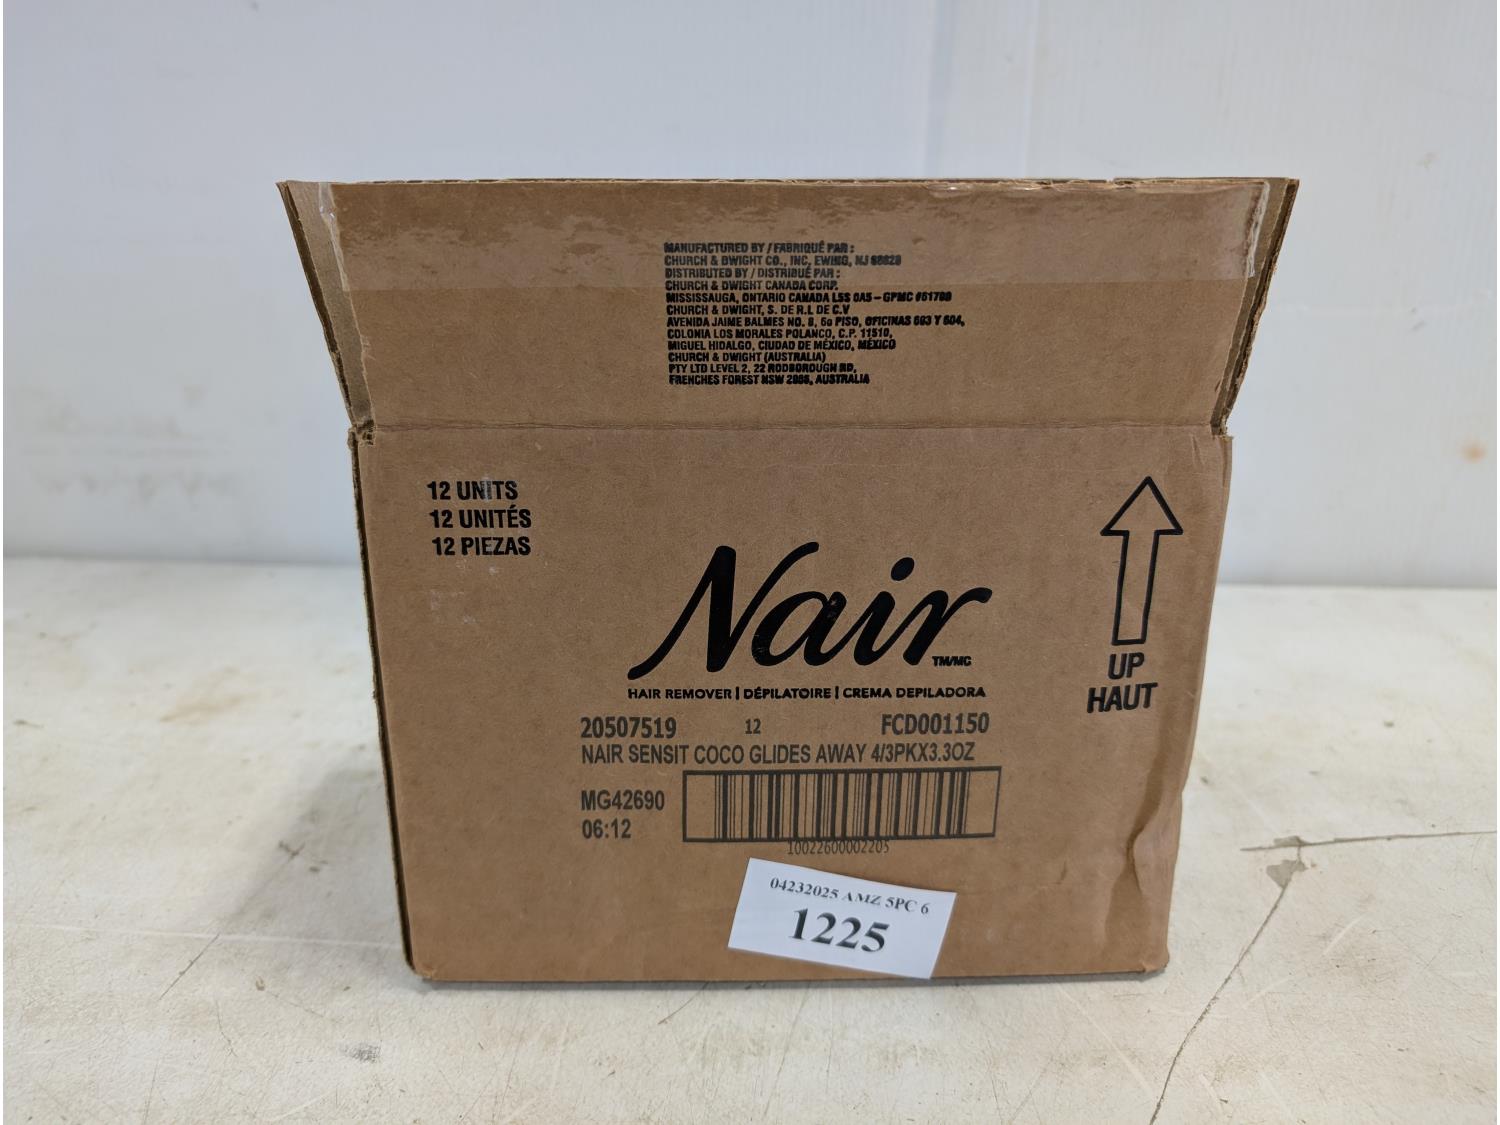 MANUFACTURED BY / FABRIQUÉ PAR :
CHURCH & DWIGHT CO., INC, EWING, NJ
DISTRIBUTED BY / DISTRIBUÉ PAR :
CHURCH & DWIGHT CANADA CORP.
MISSISSAUGA, ONTARIO CANADA L5S 0A5 – GPMC
CHURCH & DWIGHT, S. DE R.L DE C.V
AVENIDA JAIME BALMES NO. 8, 6o PISO, OFICINAS 603 Y 604,
COLONIA LOS MORALES POLANCO, C.P. 11510,
MIGUEL HIDALGO, CIUDAD DE MÉXICO, MÉXICO
CHURCH & DWIGHT (AUSTRALIA)
PTY LTD LEVEL 2, 22 RODBOROUGH RD,
FRENCHES FOREST NSW 2086, AUSTRALIA
12 UNITS
12 UNITÉS
12 PIEZAS
Nair TM/MC
HAIR REMOVER | DÉPILATOIRE | CREMA DEPILADORA
UP
HAUT
20507519 12 FCD001150
NAIR SENSIT COCO GLIDES AWAY 4/3PKX3.3OZ
MG42690
06:12
10022600002205
04232025 AMZ 5PC 6
1225